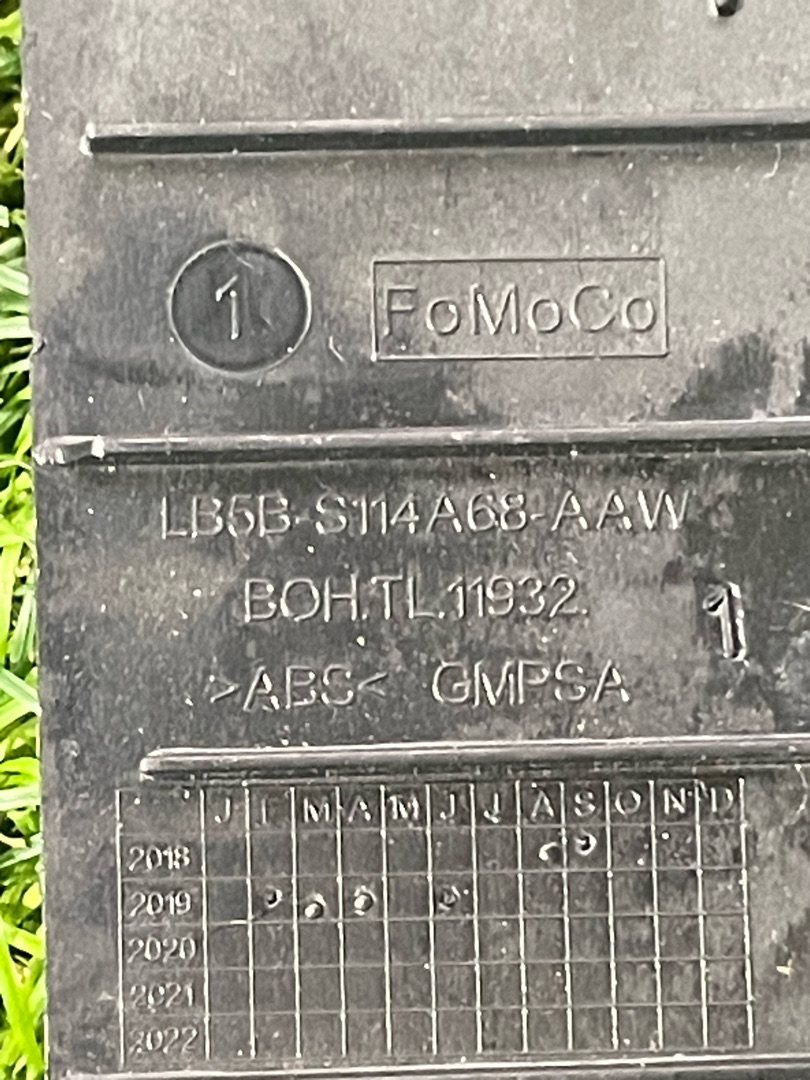 1
FoMoCo
LB5B-S114A68-AAW
BOH.TL.11932.
1
>ABS< GMPSA
J F M A M J J A S O N D
2018
2019
2020
2021
2022